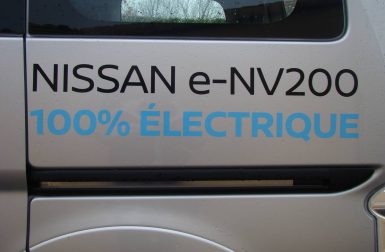 NISSAN e-NV200
100% ÉLECTRIQUE